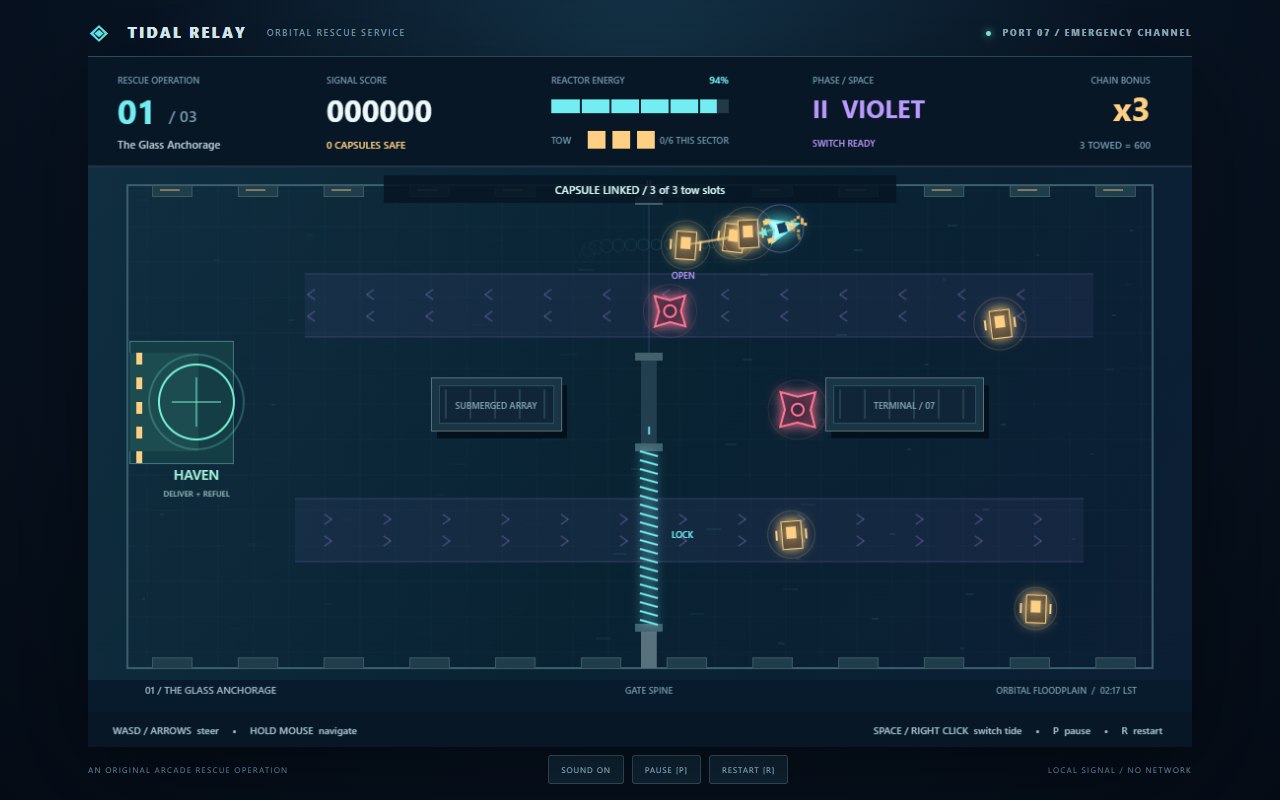 TIDAL RELAY
ORBITAL RESCUE SERVICE
PORT 07 / EMERGENCY CHANNEL
RESCUE OPERATION
01 / 03
The Glass Anchorage
SIGNAL SCORE
000000
0 CAPSULES SAFE
REACTOR ENERGY 94%
TOW 0/6 THIS SECTOR
PHASE / SPACE
II VIOLET
SWITCH READY
CHAIN BONUS
x3
3 TOWED = 600
CAPSULE LINKED / 3 of 3 tow slots
OPEN
SUBMERGED ARRAY
TERMINAL / 07
HAVEN
DELIVER + REFUEL
LOCK
01 / THE GLASS ANCHORAGE
GATE SPINE
ORBITAL FLOODPLAIN / 02:17 LST
WASD / ARROWS steer • HOLD MOUSE navigate
SPACE / RIGHT CLICK switch tide • P pause • R restart
AN ORIGINAL ARCADE RESCUE OPERATION
SOUND ON
PAUSE [P]
RESTART [R]
LOCAL SIGNAL / NO NETWORK